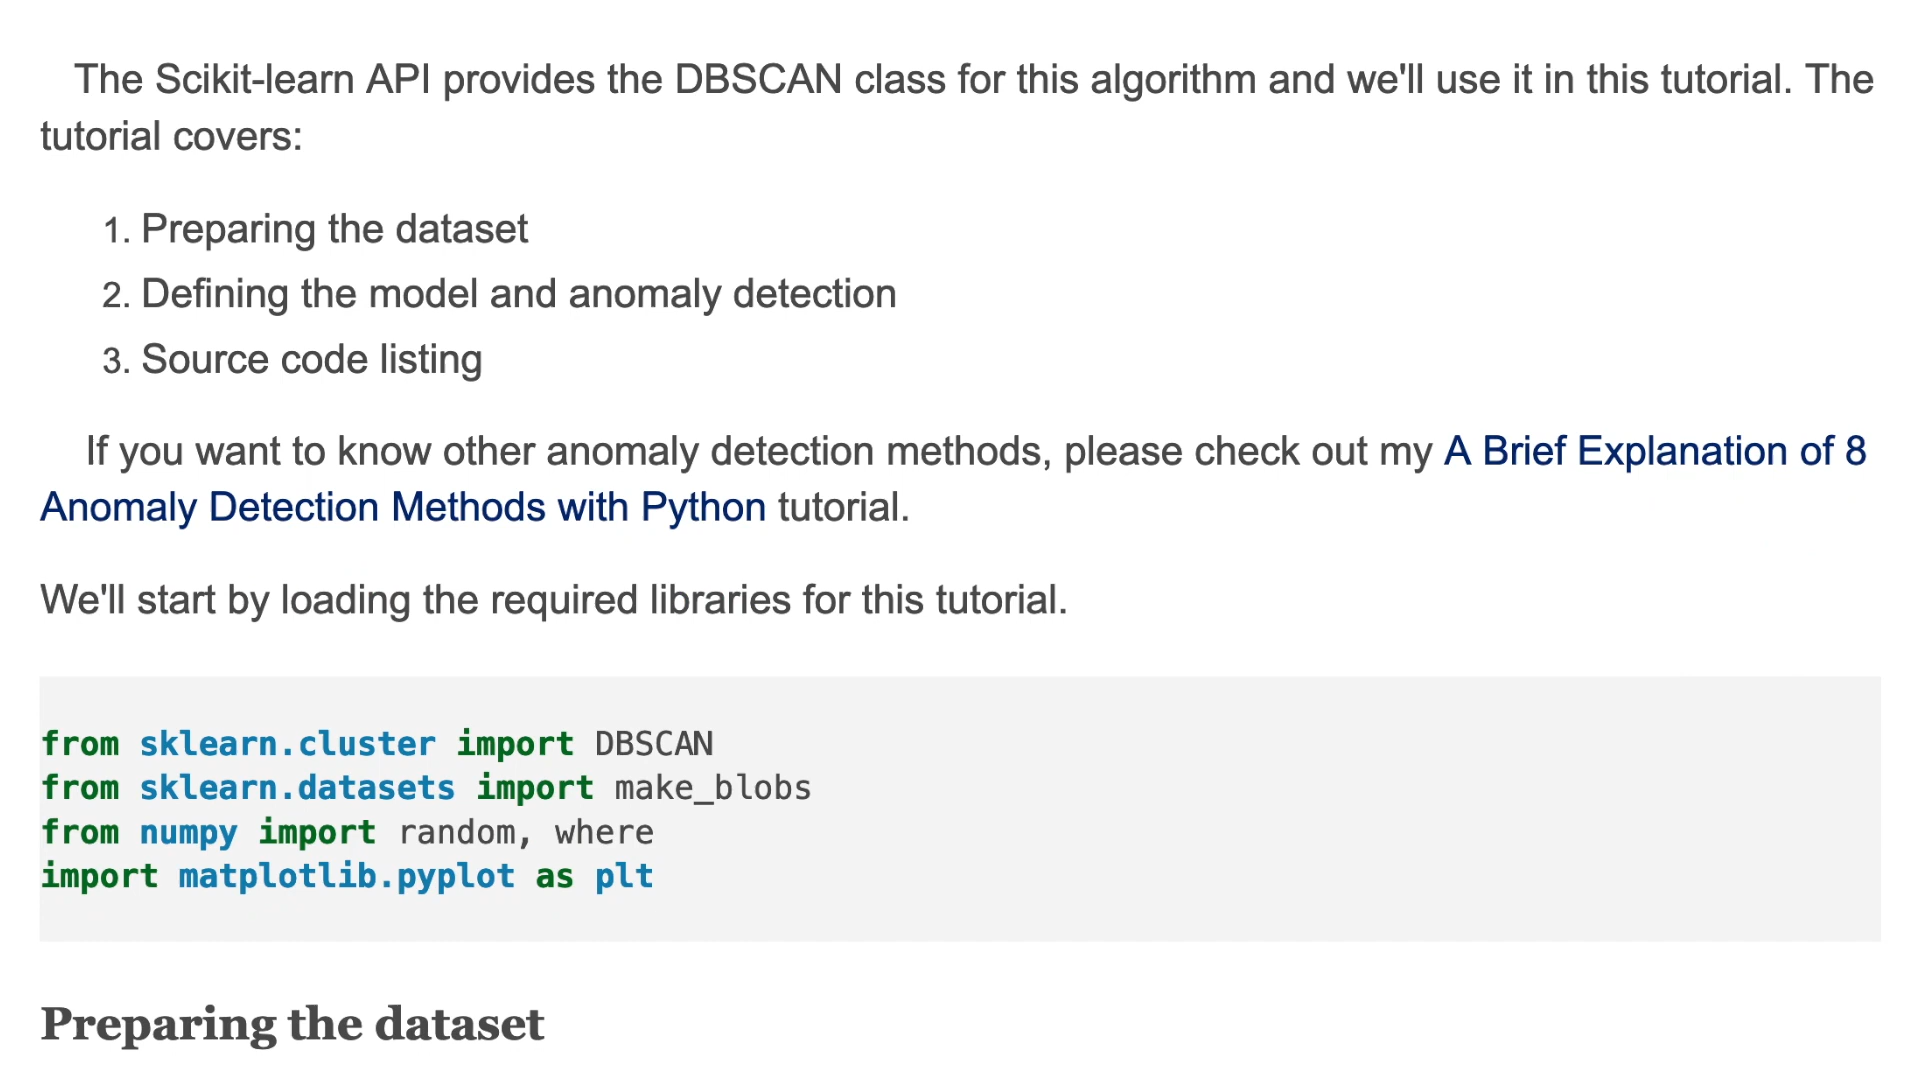 The Scikit-learn API provides the DBSCAN class for this algorithm and we'll use it in this tutorial. The
tutorial covers:
1. Preparing the dataset
2. Defining the model and anomaly detection
3. Source code listing
If you want to know other anomaly detection methods, please check out my A Brief Explanation of 8
Anomaly Detection Methods with Python tutorial.
We'll start by loading the required libraries for this tutorial.
from sklearn.cluster import DBSCAN
from sklearn.datasets import make_blobs
from numpy import random, where
import matplotlib.pyplot as plt
Preparing the dataset